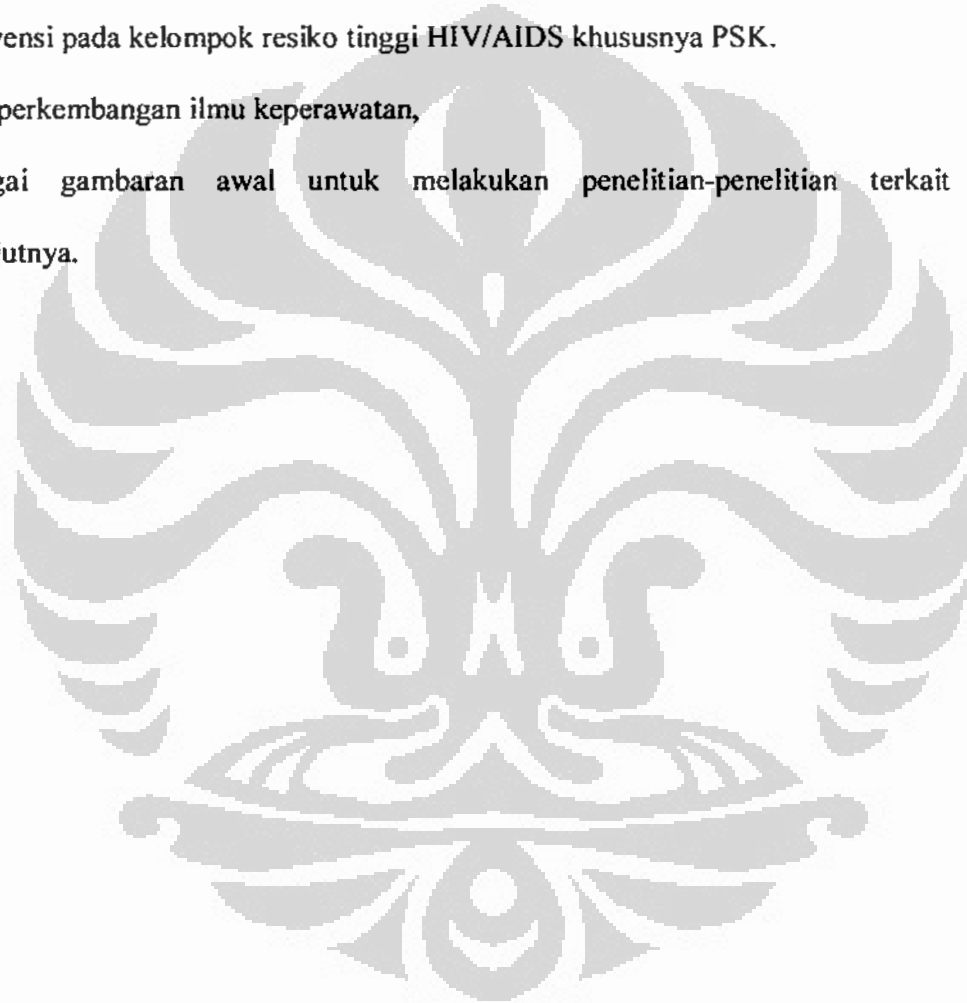 ensi pada kelompok resiko tinggi HIV/AIDS khususnya PSK.
perkembangan ilmu keperawatan,
gai gambaran awal untuk melakukan penelitian-penelitian terkait
utnya.